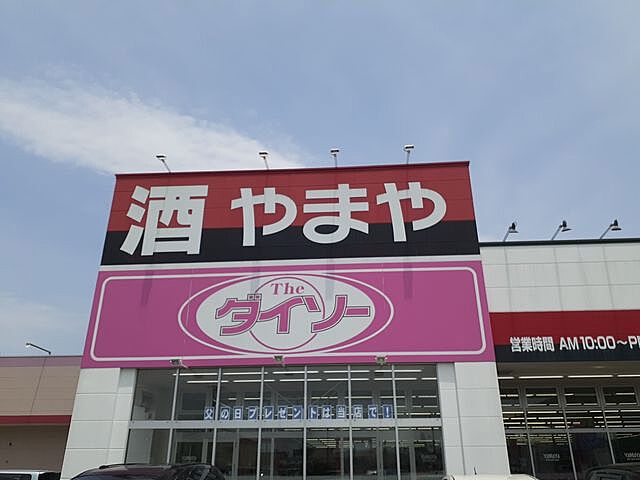 酒 やまや
The
ダイソー
営業時間 AM10:00～P
父の日プレゼントは当店で!